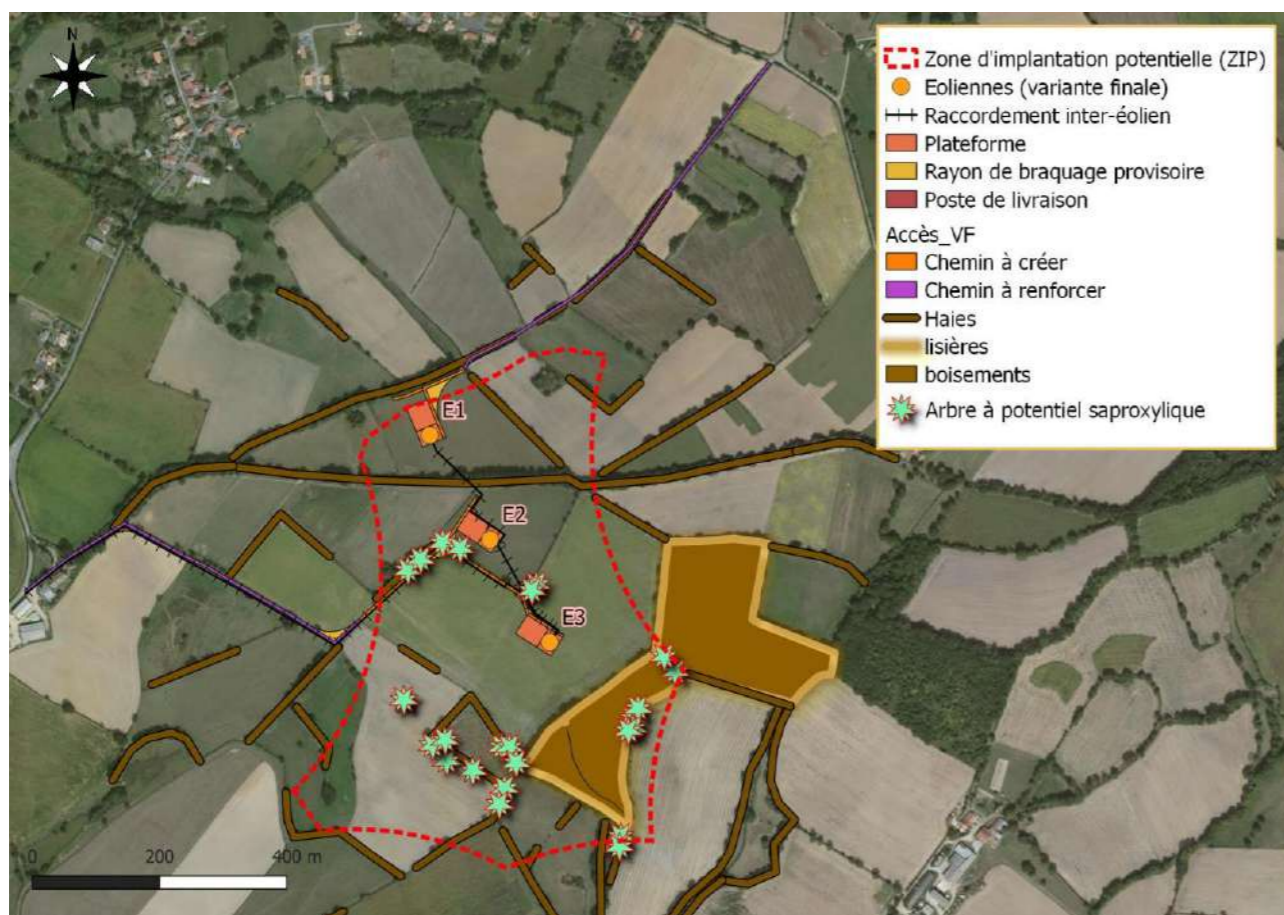 N
Zone d'implantation potentielle (ZIP)
Eoliennes (variante finale)
Raccordement inter-éolien
Plateforme
Rayon de braquage provisoire
Poste de livraison
Accès_VF
Chemin à créer
Chemin à renforcer
Haies
lisières
boisements
Arbre à potentiel saproxylique
E1
E2
E3
0 200 400 m